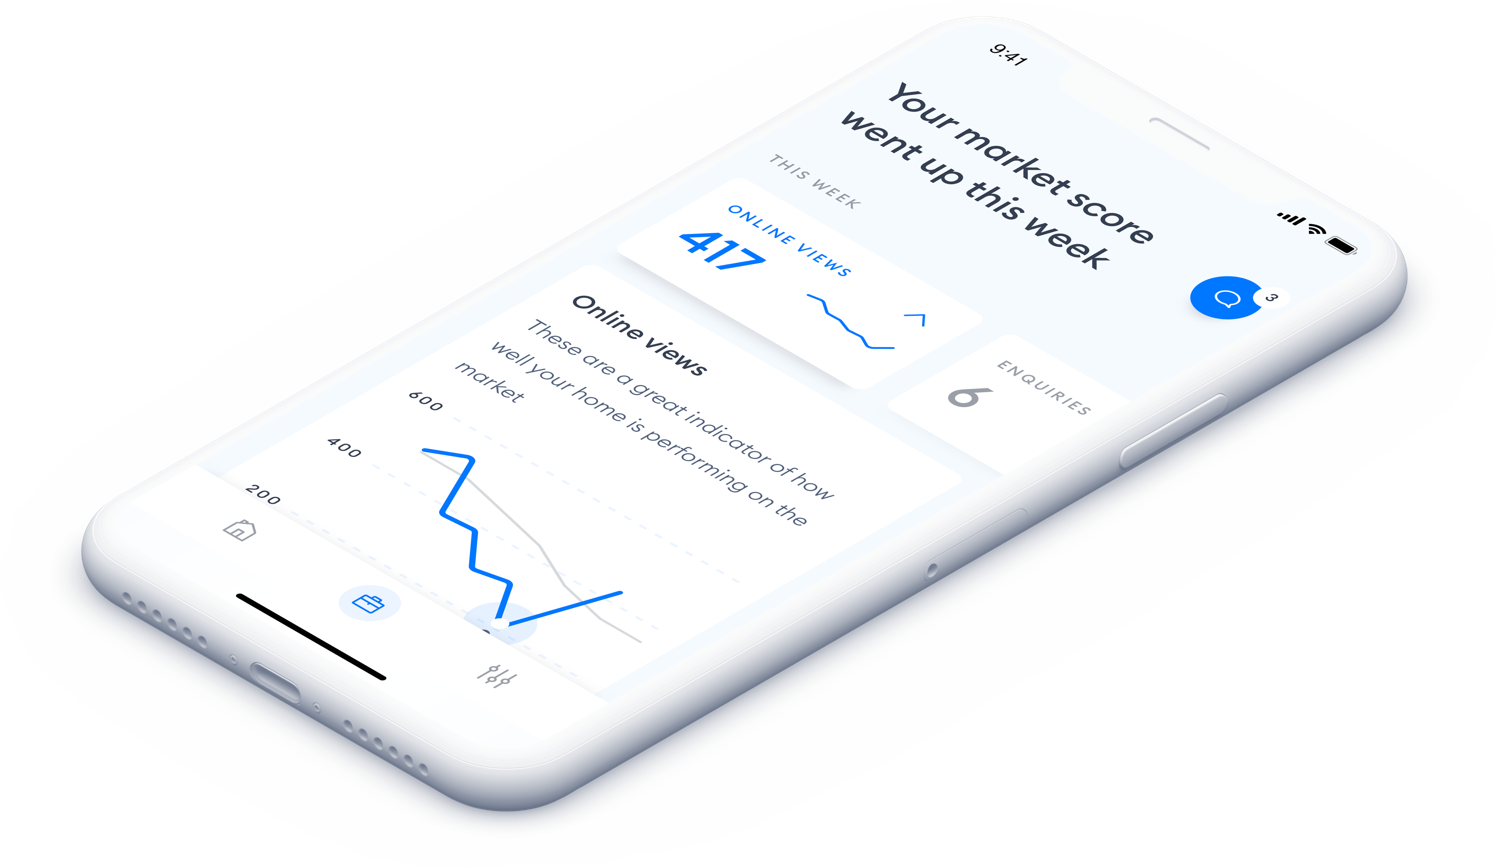 9:41
Your market score
went up this week
3
THIS WEEK
ONLINE VIEWS
417
ENQUIRIES
6
Online views
These are a great indicator of how
well your home is performing on the
market
600
400
200